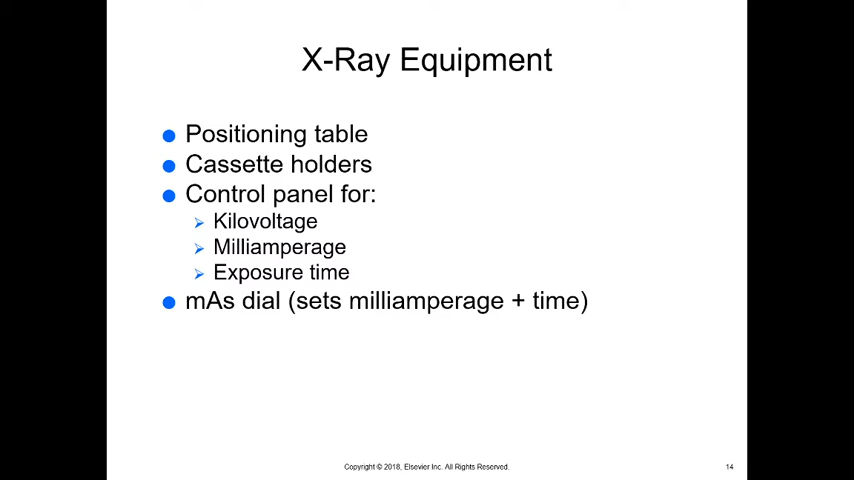 X-Ray Equipment
Positioning table
Cassette holders
Control panel for:
Kilovoltage
Milliamperage
Exposure time
mAs dial (sets milliamperage + time)
Copyright © 2018, Elsevier Inc. All Rights Reserved.
14